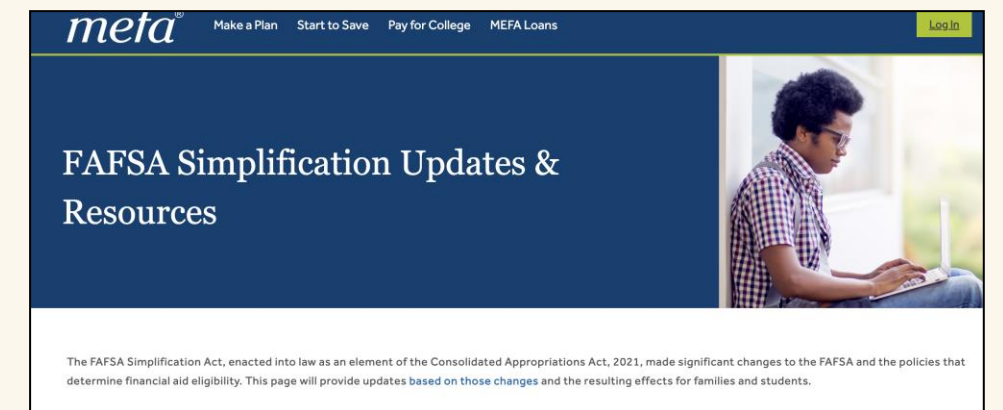 mefa® Make a Plan Start to Save Pay for College MEFA Loans Log In
FAFSA Simplification Updates &
Resources
The FAFSA Simplification Act, enacted into law as an element of the Consolidated Appropriations Act, 2021, made significant changes to the FAFSA and the policies that
determine financial aid eligibility. This page will provide updates based on those changes and the resulting effects for families and students.